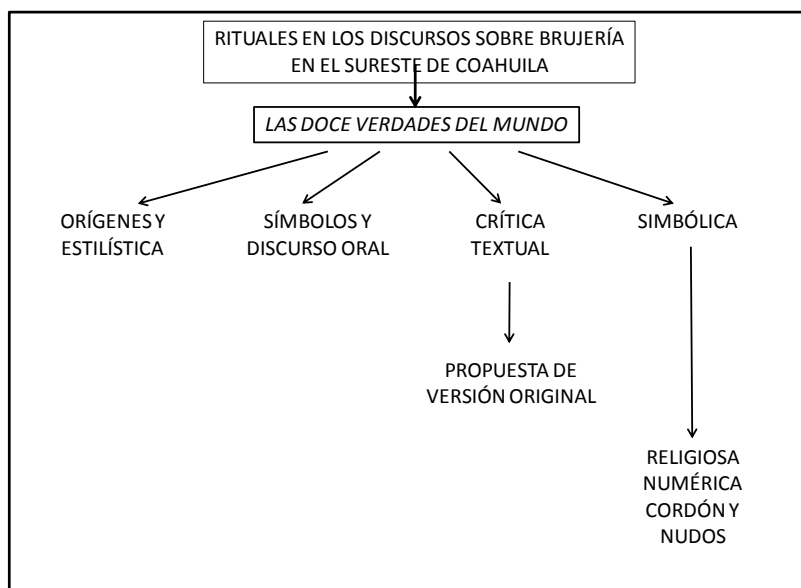 RITUALES EN LOS DISCURSOS SOBRE BRUJERÍA
EN EL SURESTE DE COAHUILA
LAS DOCE VERDADES DEL MUNDO
ORÍGENES Y
ESTILÍSTICA
SÍMBOLOS Y
DISCURSO ORAL
CRÍTICA
TEXTUAL
SIMBÓLICA
PROPUESTA DE
VERSIÓN ORIGINAL
RELIGIOSA
NUMÉRICA
CORDÓN Y
NUDOS